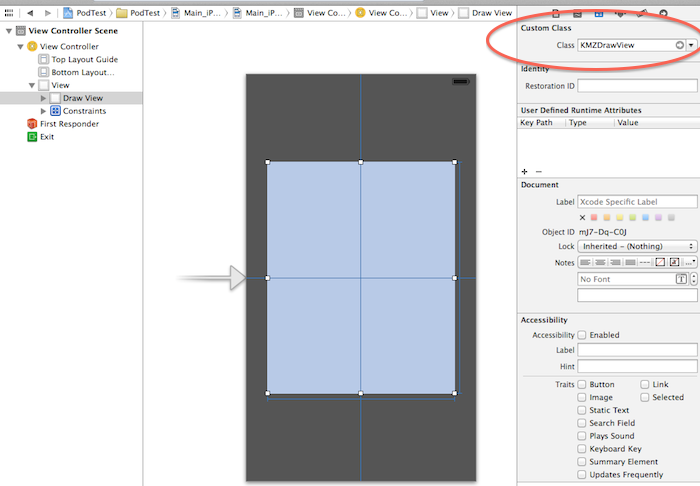 PodTest PodTest Main_iP... Main_iP... View Co... View Co... View Draw View
View Controller Scene
View Controller
Top Layout Guide
Bottom Layout...
View
Draw View
Constraints
First Responder
Exit
Custom Class
Class KMZDrawView
Identity
Restoration ID
User Defined Runtime Attributes
Key Path Type Value
Document
Label Xcode Specific Label
Object ID mJ7-Dq-C0J
Lock Inherited - (Nothing)
Notes
No Font T
Accessibility
Accessibility Enabled
Label
Hint
Traits Button Link
Image Selected
Static Text
Search Field
Plays Sound
Keyboard Key
Summary Element
Updates Frequently